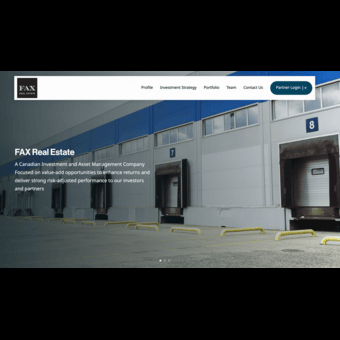 FAX
Profile
Investment Strategy
Portfolio
Team
Contact Us
Partner Login
FAX Real Estate
A Canadian Investment and Asset Management Company
Focused on value-add opportunities to enhance returns and
deliver strong risk-adjusted performance to our investors
and partners
7
8